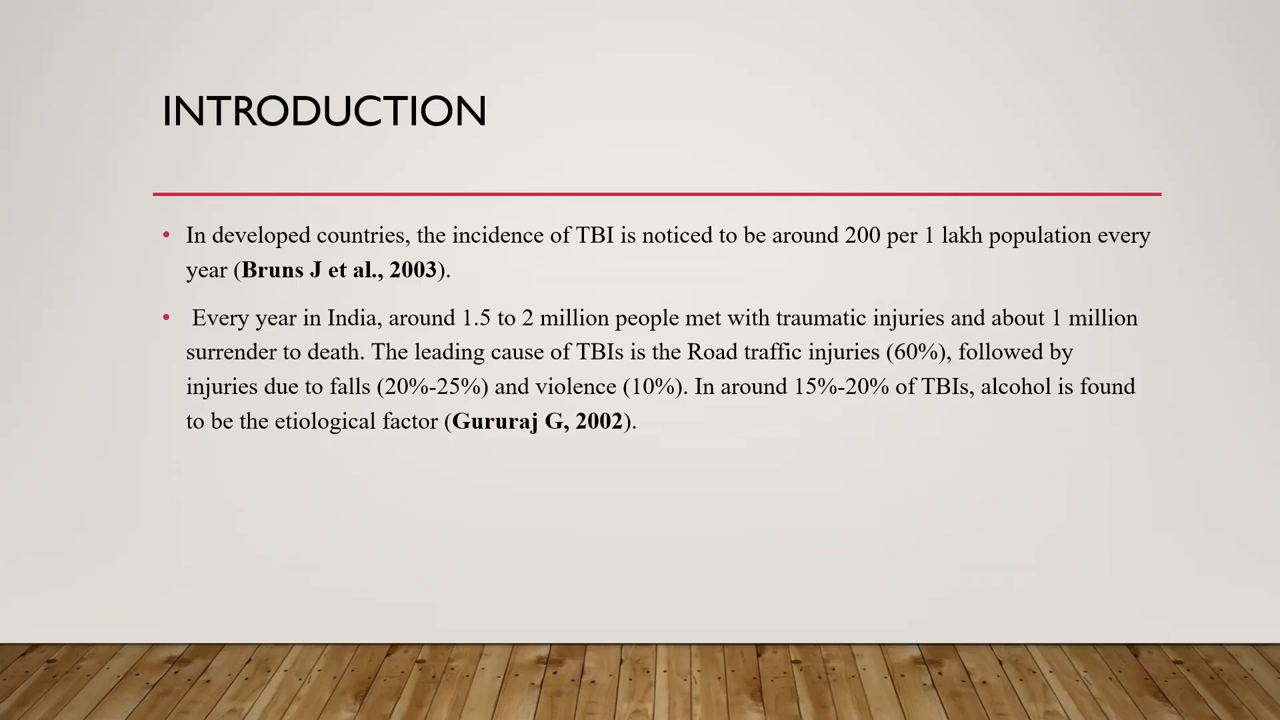 INTRODUCTION
• In developed countries, the incidence of TBI is noticed to be around 200 per 1 lakh population every
year (Bruns J et al., 2003).
• Every year in India, around 1.5 to 2 million people met with traumatic injuries and about 1 million
surrender to death. The leading cause of TBIs is the Road traffic injuries (60%), followed by
injuries due to falls (20%-25%) and violence (10%). In around 15%-20% of TBIs, alcohol is found
to be the etiological factor (Gururaj G, 2002).